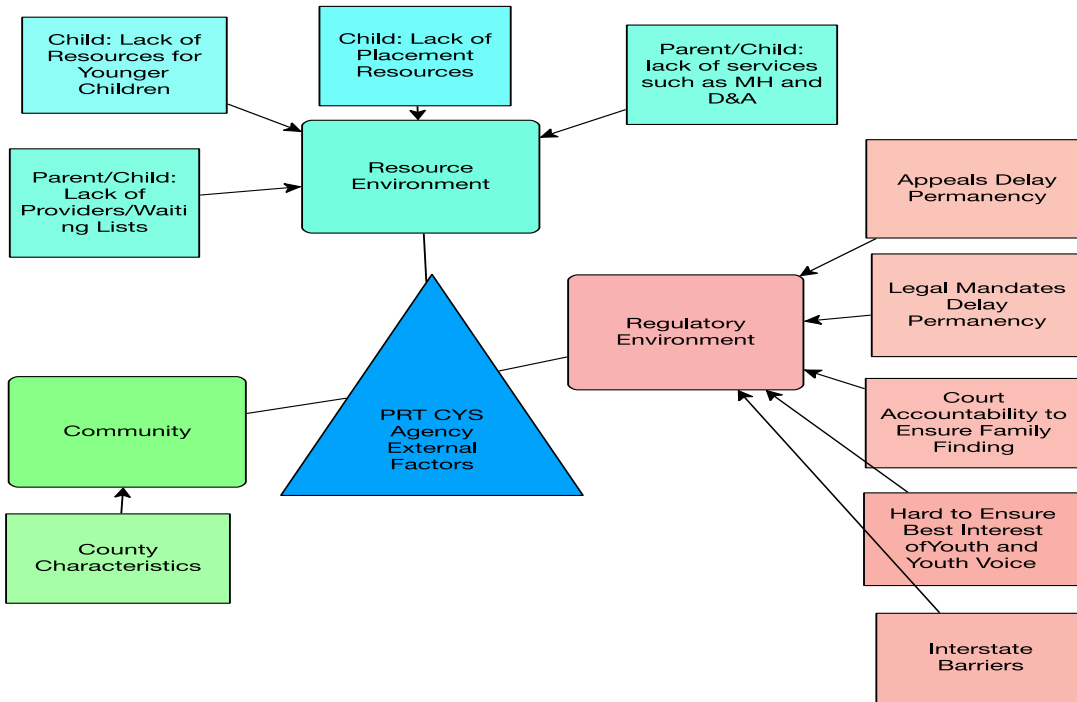 Child: Lack of
Resources for
Younger
Children
Child: Lack of
Placement
Resources
Parent/Child:
lack of services
such as MH and
D&A
Parent/Child:
Lack of
Providers/Waiti
ng Lists
Resource
Environment
Appeals Delay
Permanency
Legal Mandates
Delay
Permanency
Regulatory
Environment
Court
Accountability to
Ensure Family
Finding
Community
PRT CYS
Agency
External
Factors
Hard to Ensure
Best Interest
ofYouth and
Youth Voice
County
Characteristics
Interstate
Barriers